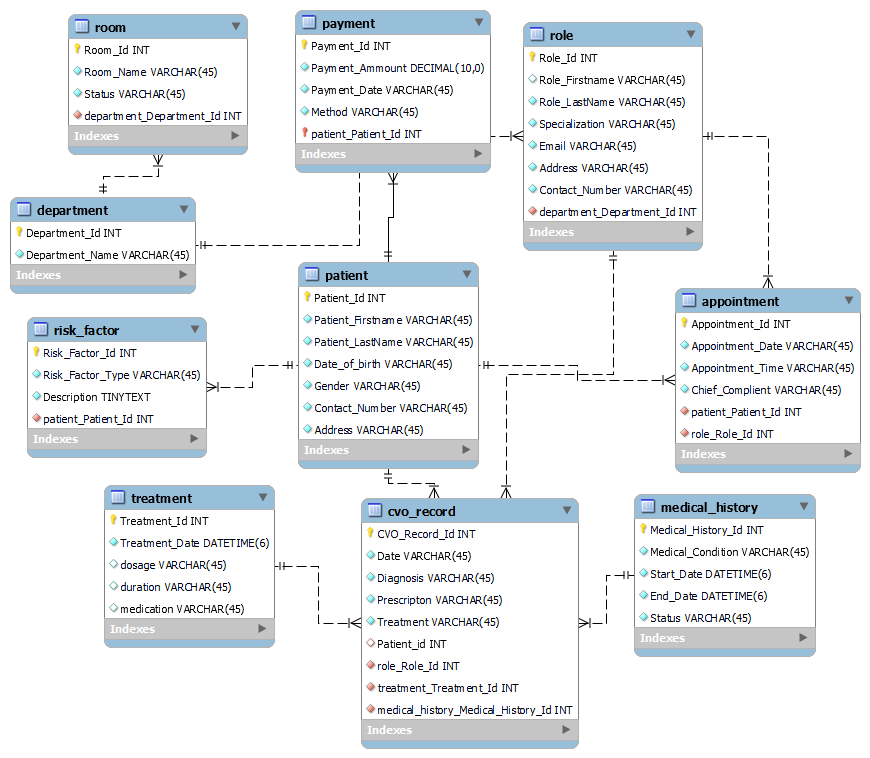 room
Room_Id INT
Room_Name VARCHAR(45)
Status VARCHAR(45)
department_Department_Id INT
Indexes
payment
Payment_Id INT
Payment_Ammount DECIMAL(10,0)
Payment_Date VARCHAR(45)
Method VARCHAR(45)
patient_Patient_Id INT
Indexes
role
Role_Id INT
Role_Firstname VARCHAR(45)
Role_LastName VARCHAR(45)
Specialization VARCHAR(45)
Email VARCHAR(45)
Address VARCHAR(45)
Contact_Number VARCHAR(45)
department_Department_Id INT
Indexes
department
Department_Id INT
Department_Name VARCHAR(45)
Indexes
patient
Patient_Id INT
Patient_Firstname VARCHAR(45)
Patient_LastName VARCHAR(45)
Date_of_birth VARCHAR(45)
Gender VARCHAR(45)
Contact_Number VARCHAR(45)
Address VARCHAR(45)
Indexes
appointment
Appointment_Id INT
Appointment_Date VARCHAR(45)
Appointment_Time VARCHAR(45)
Chief_Complient VARCHAR(45)
patient_Patient_Id INT
role_Role_Id INT
Indexes
risk_factor
Risk_Factor_Id INT
Risk_Factor_Type VARCHAR(45)
Description TINYTEXT
patient_Patient_Id INT
Indexes
treatment
Treatment_Id INT
Treatment_Date DATETIME(6)
dosage VARCHAR(45)
duration VARCHAR(45)
medication VARCHAR(45)
Indexes
cvo_record
CVO_Record_Id INT
Date VARCHAR(45)
Diagnosis VARCHAR(45)
Prescripton VARCHAR(45)
Treatment VARCHAR(45)
Patient_id INT
role_Role_Id INT
treatment_Treatment_Id INT
medical_history_Medical_History_Id INT
Indexes
medical_history
Medical_History_Id INT
Medical_Condition VARCHAR(45)
Start_Date DATETIME(6)
End_Date DATETIME(6)
Status VARCHAR(45)
Indexes